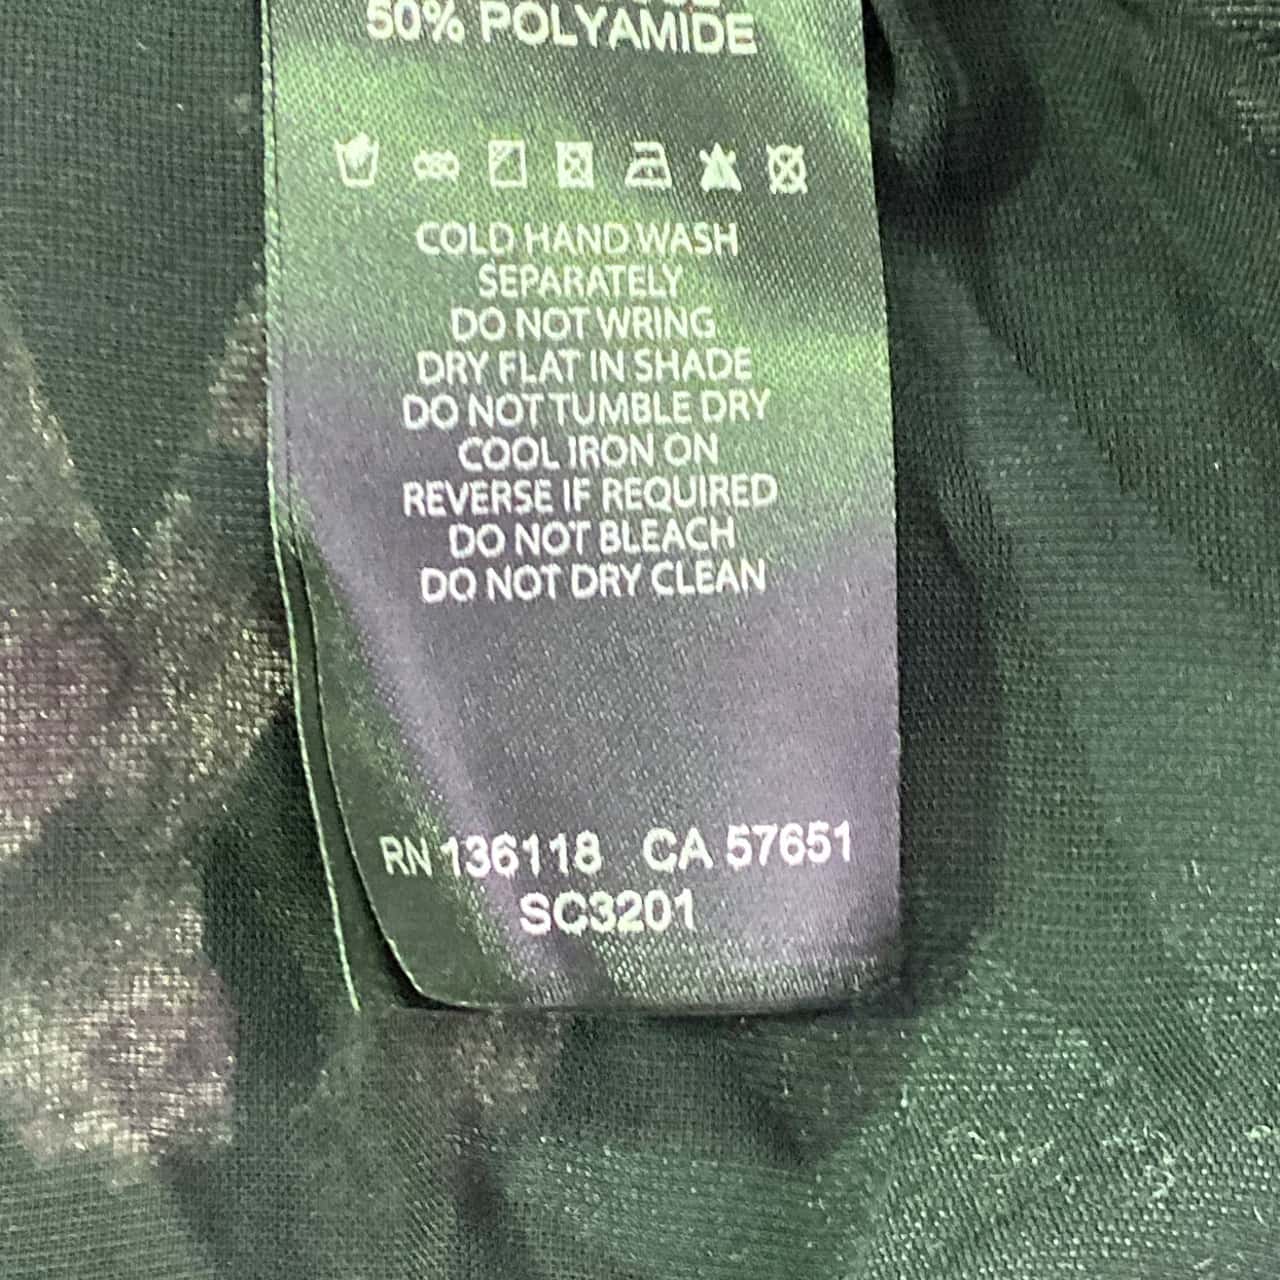 50% POLYAMIDE
COLD HAND WASH
SEPARATELY
DO NOT WRING
DRY FLAT IN SHADE
DO NOT TUMBLE DRY
COOL IRON ON
REVERSE IF REQUIRED
DO NOT BLEACH
DO NOT DRY CLEAN
RN 136118 CA 57651
SC3201